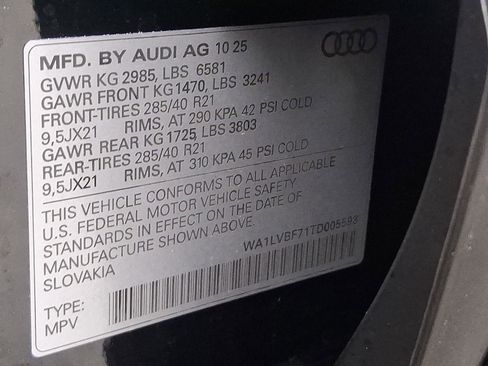 MFD. BY AUDI AG 10 25
GVWR KG 2985, LBS 6581
GAWR FRONT KG1470, LBS 3241
FRONT-TIRES 285/40 R21
9,5JX21 RIMS, AT 290 KPA 42 PSI COLD
GAWR REAR KG 1725 LBS 3803
REAR-TIRES 285/40 R21
9,5JX21 RIMS, AT 310 KPA 45 PSI COLD
THIS VEHICLE CONFORMS TO ALL APPLICABLE
U.S. FEDERAL MOTOR VEHICLE SAFETY
STANDARDS IN EFFECT ON THE DATE OF
MANUFACTURE SHOWN ABOVE.
SLOVAKIA
WA1LVBF71TD005593
TYPE:
MPV